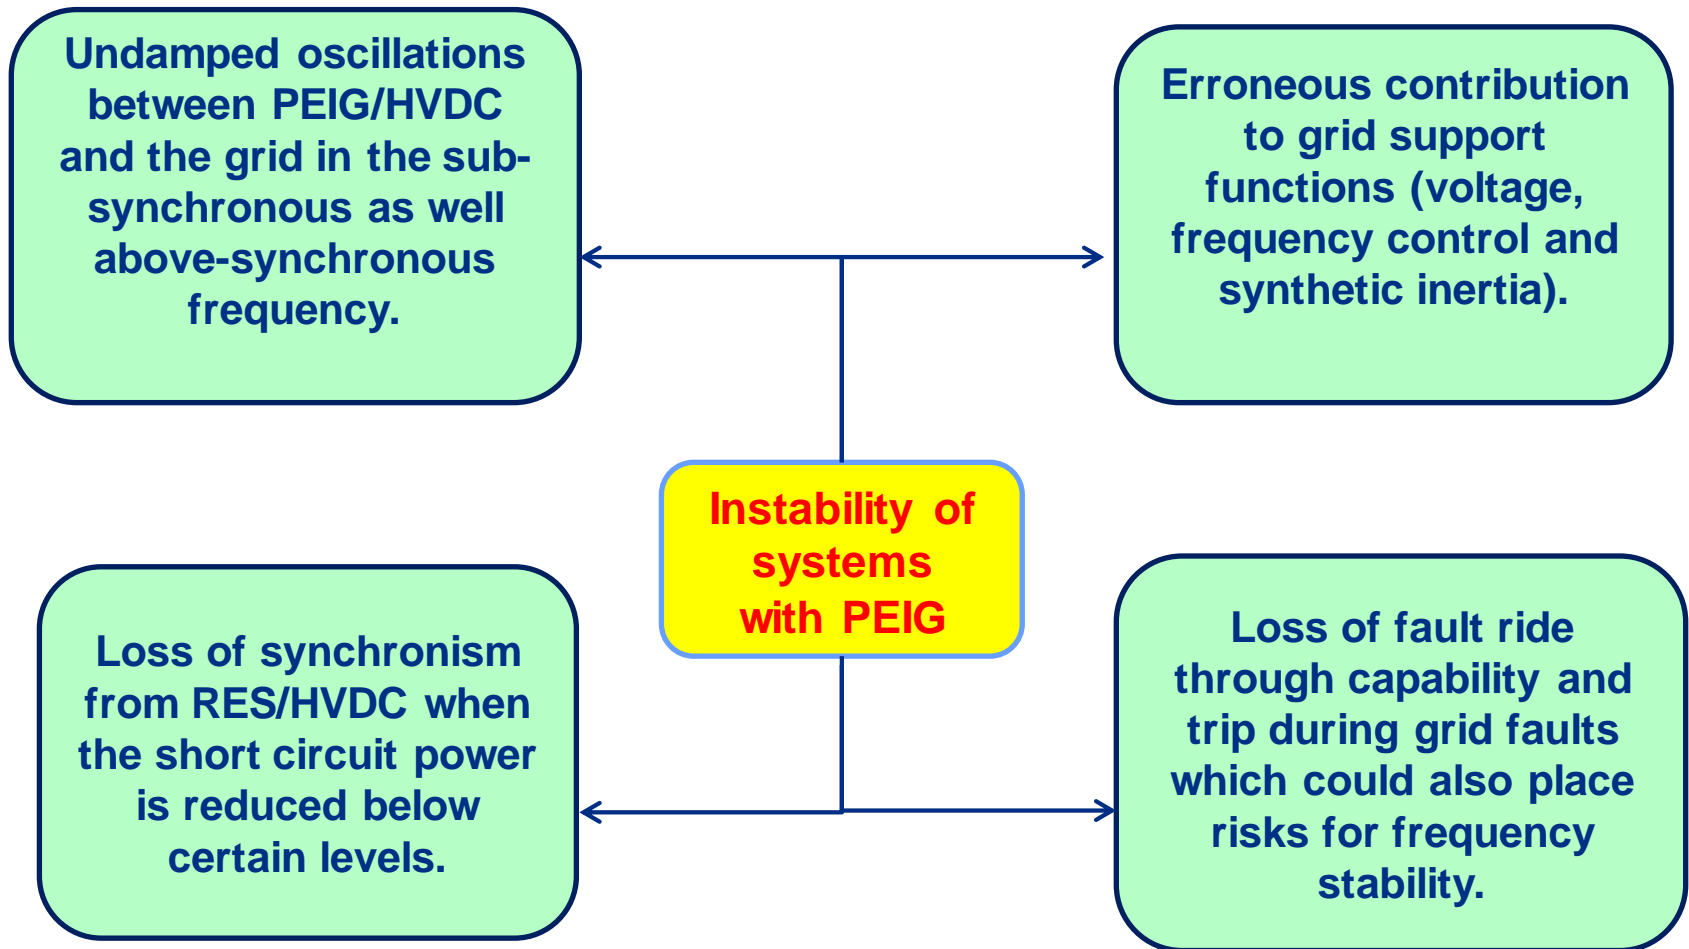 Undamped oscillations
between PEIG/HVDC
and the grid in the sub-
synchronous as well
above-synchronous
frequency.
Erroneous contribution
to grid support
functions (voltage,
frequency control and
synthetic inertia).
Instability of
systems
with PEIG
Loss of synchronism
from RES/HVDC when
the short circuit power
is reduced below
certain levels.
Loss of fault ride
through capability and
trip during grid faults
which could also place
risks for frequency
stability.